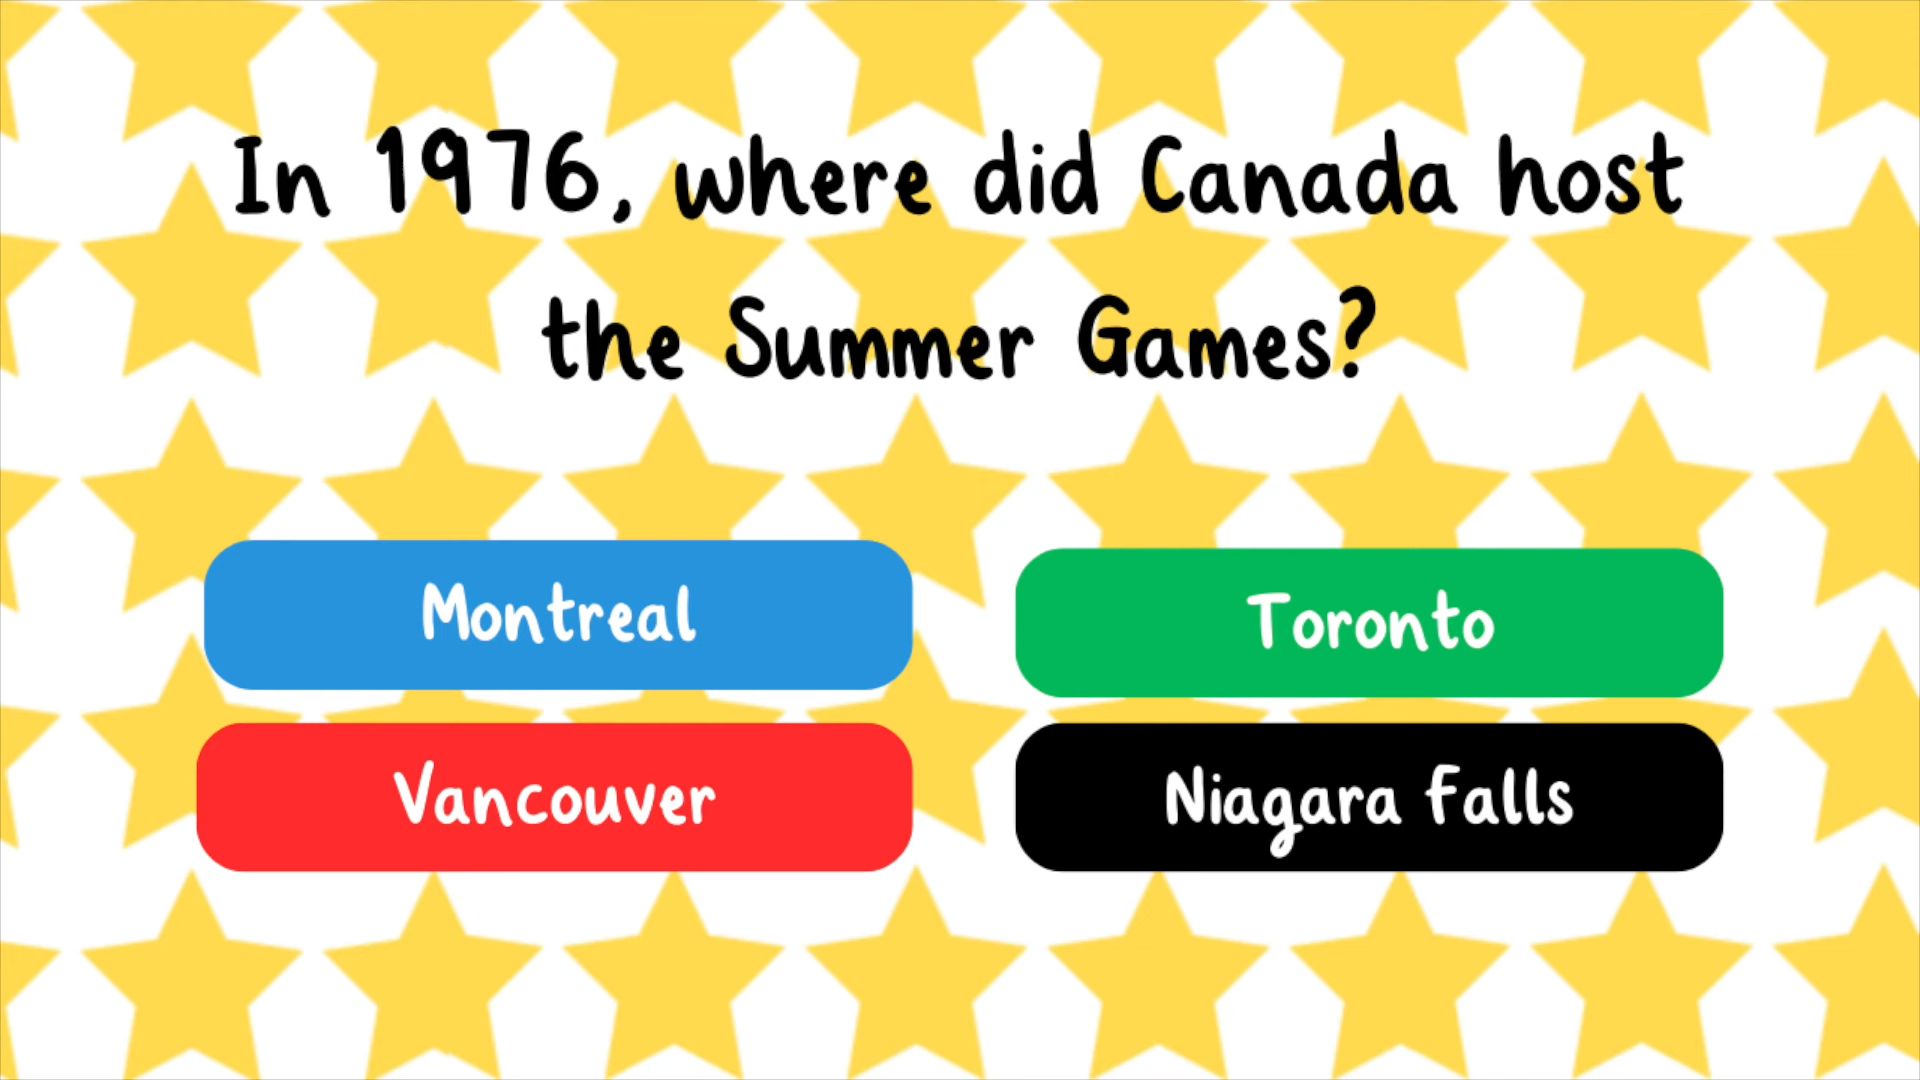 In 1976, where did Canada host
the Summer Games?
Montreal
Toronto
Vancouver
Niagara Falls